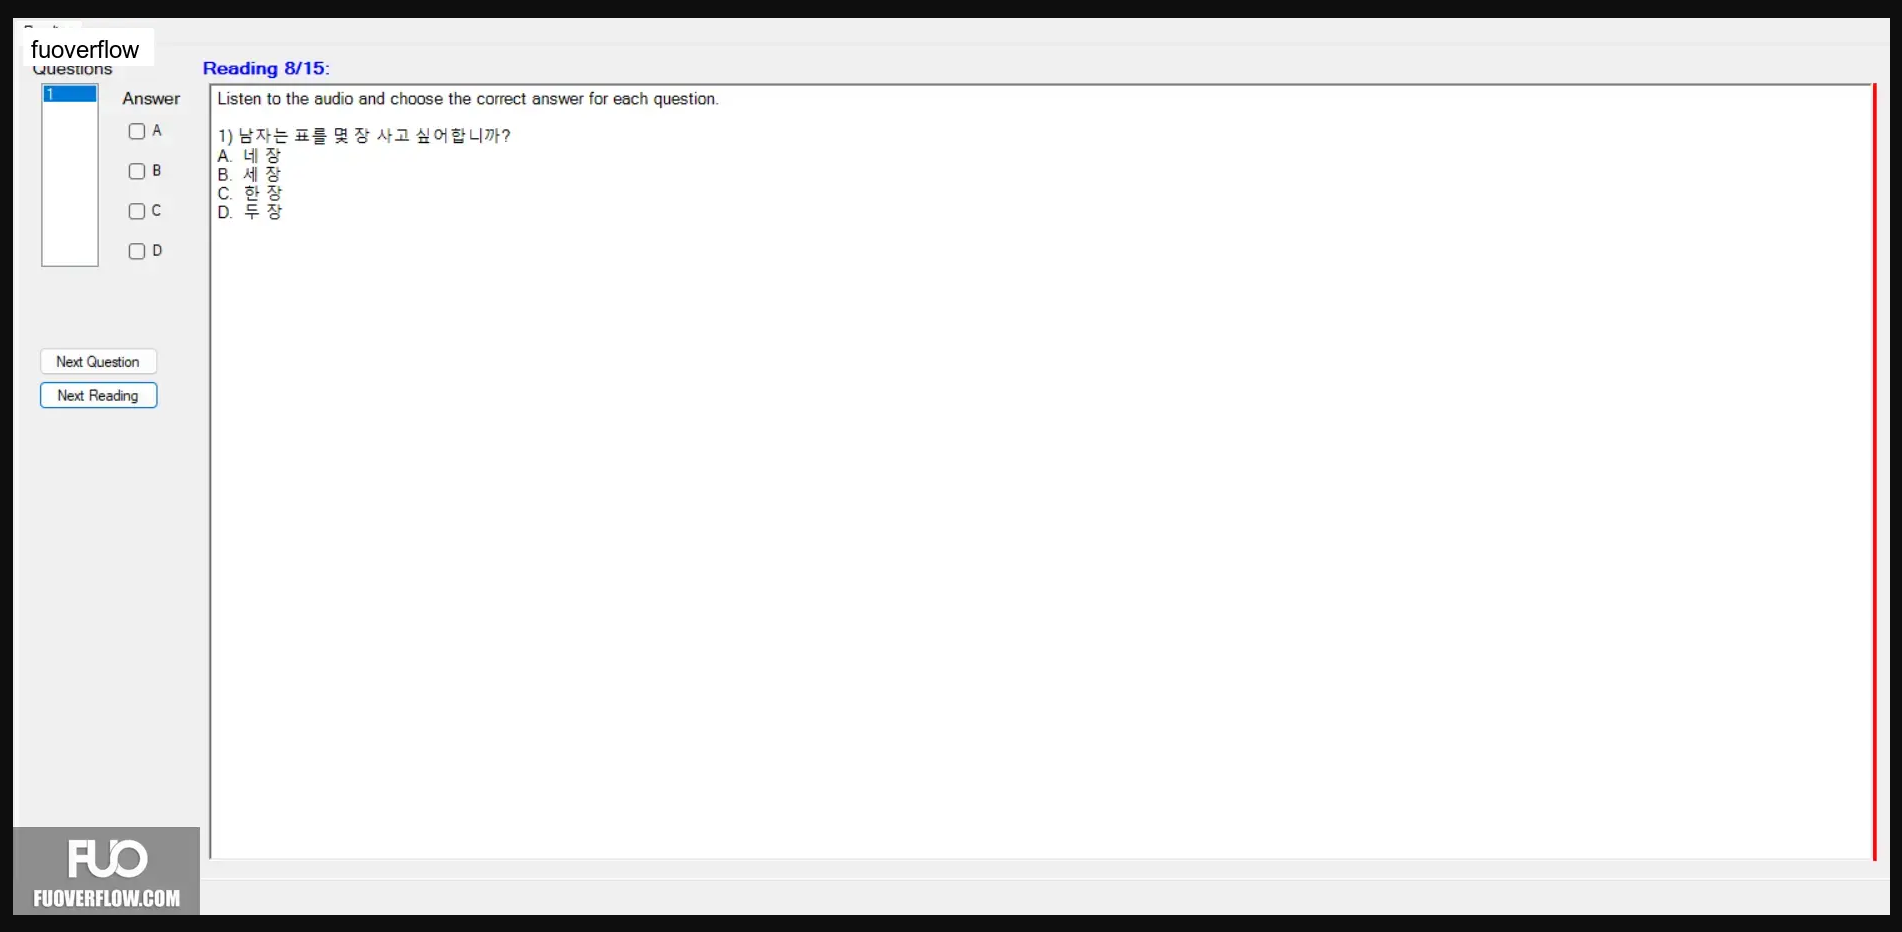 fuoverflow
Questions
Reading 8/15:
1
Answer
A
B
C
D
Next Question
Next Reading
Listen to the audio and choose the correct answer for each question.
1) 남자는 표를 몇 장 사고 싶어합니까?
A. 네 장
B. 세 장
C. 한 장
D. 두 장
FUO
FUOVERFLOW.COM